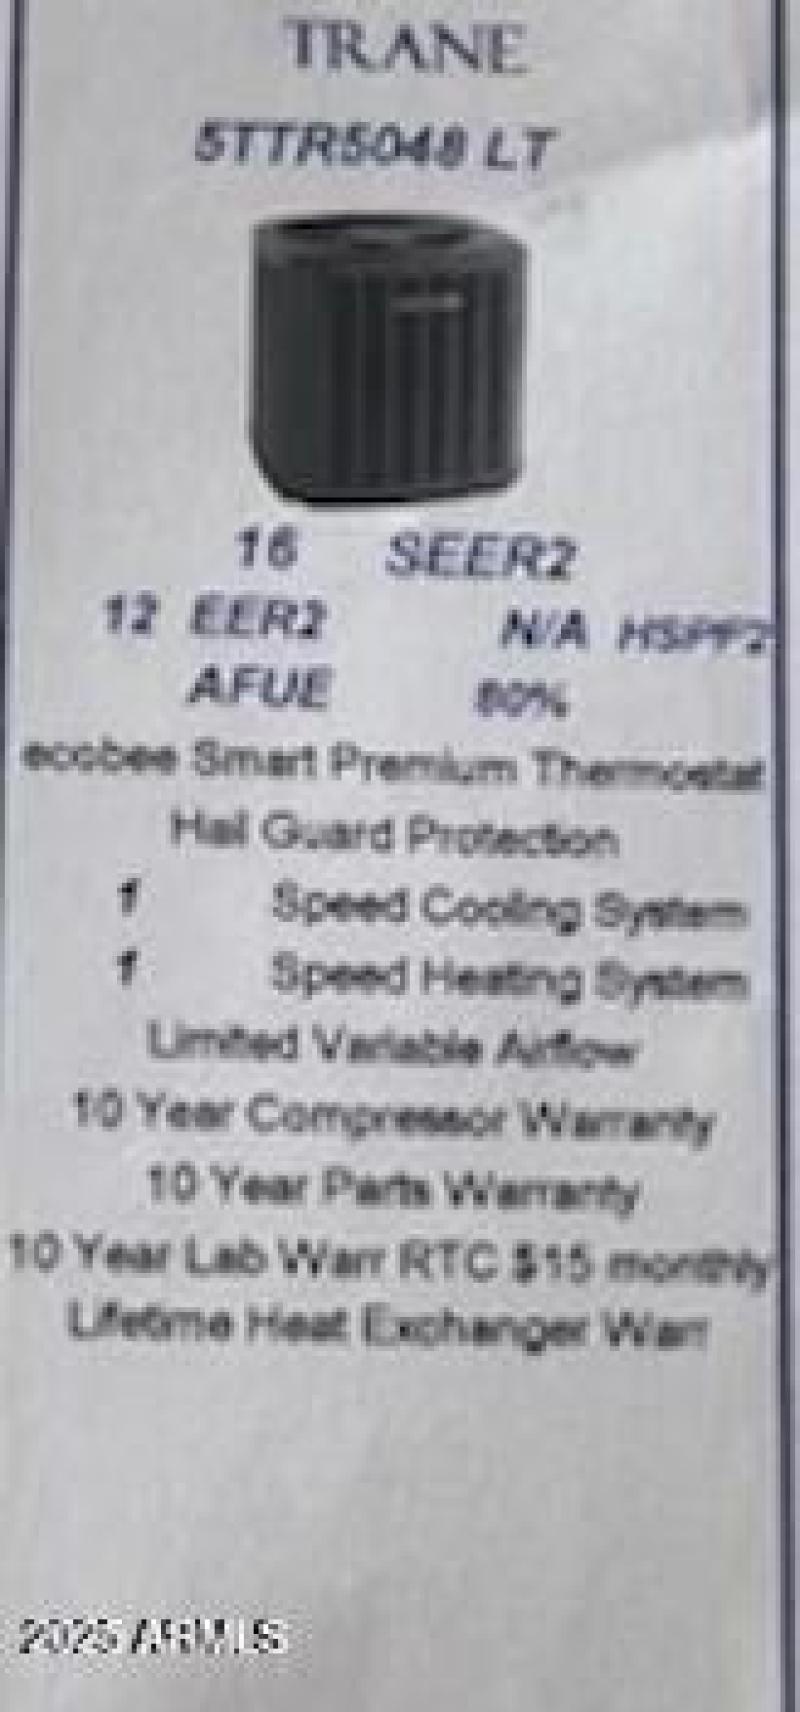 TRANE
5TTR5048 LT
16 SEER2
12 EER2 N/A HSPF2
AFUE 80%
ecobee Smart Premium Thermostat
Hail Guard Protection
1 Speed Cooling System
1 Speed Heating System
Limited Variable Airflow
10 Year Compressor Warranty
10 Year Parts Warranty
10 Year Lab Warr RTC $15 monthly
Lifetime Heat Exchanger Warr
2025 ARMLS